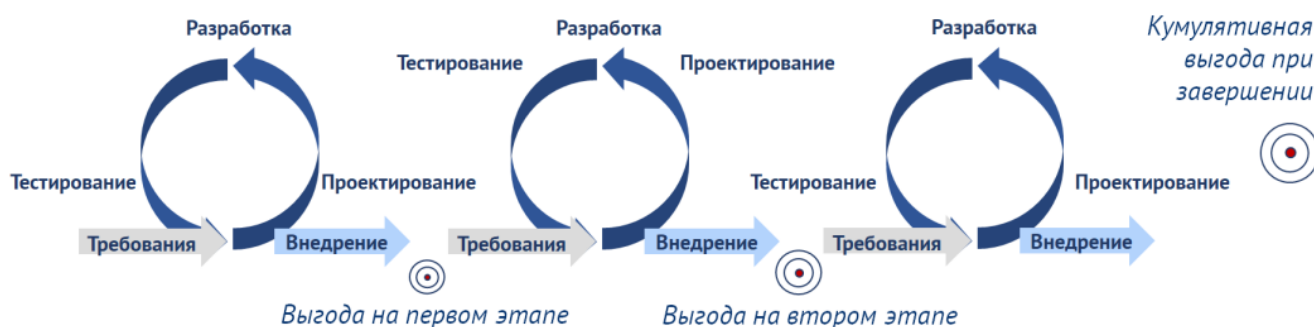 Разработка
Тестирование
Проектирование
Требования
Внедрение
Выгода на первом этапе
Разработка
Тестирование
Проектирование
Требования
Внедрение
Выгода на втором этапе
Разработка
Тестирование
Проектирование
Требования
Внедрение
Кумулятивная
выгода при
завершении